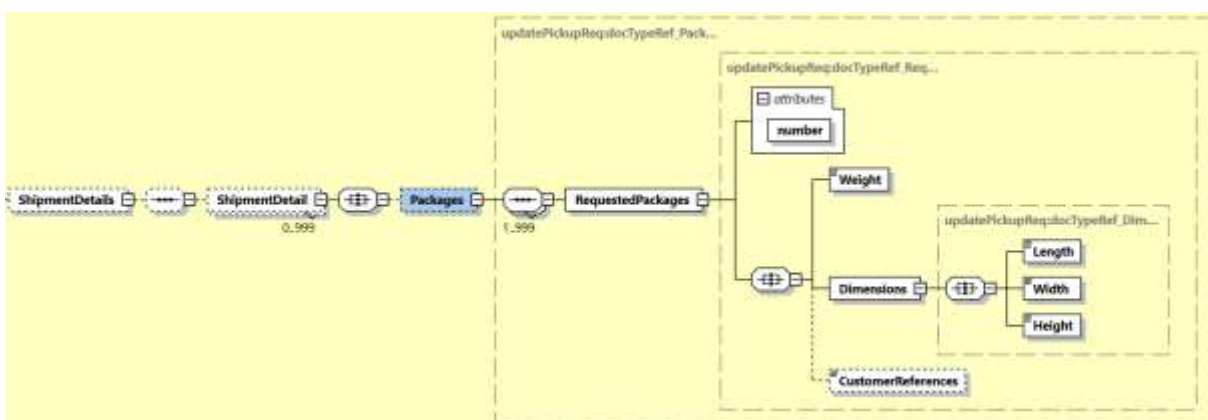 updatePickupReq:docTypeRef_Pack...
updatePickupReq:docTypeRef_Req...
attributes
number
Weight
ShipmentDetails
ShipmentDetail
Packages
RequestedPackages
0..999
1..999
updatePickupReq:docTypeRef_Dim...
Length
Dimensions
Width
Height
CustomerReferences